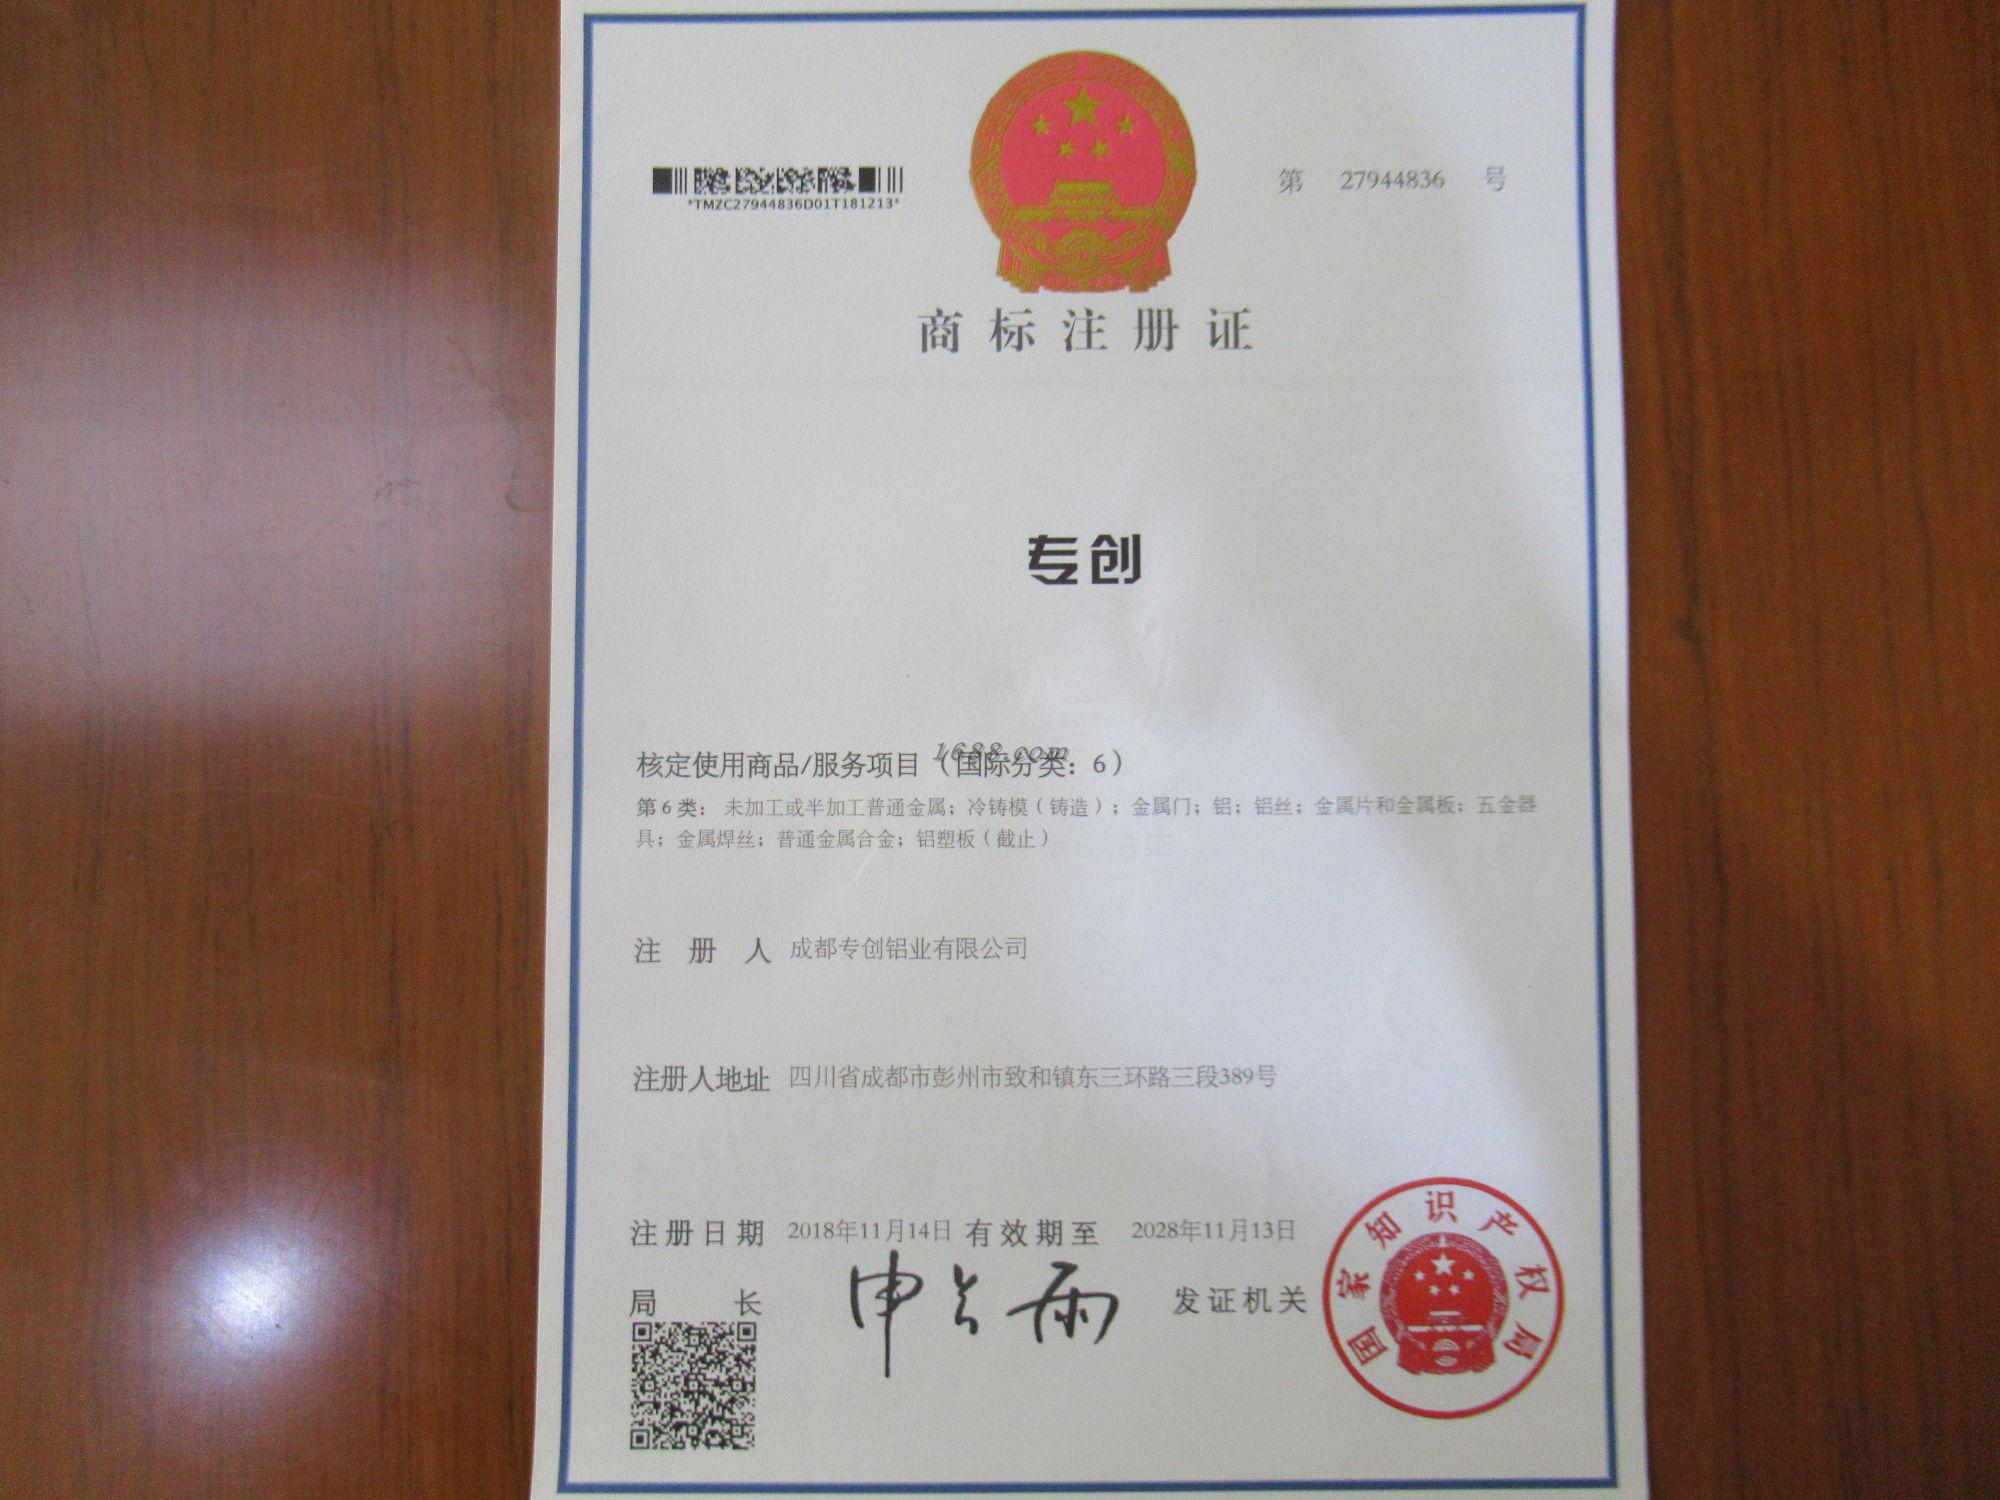 *TMZC27944836D01T181213*
第 27944836 号
商标注册证
专创
1688.com
核定使用商品/服务项目（国际分类：6）
第6类：未加工或半加工普通金属；冷铸模（铸造）；金属门；铝；铝丝；金属片和金属板；五金器
具；金属焊丝；普通金属合金；铝塑板（截止）
注册人 成都专创铝业有限公司
注册人地址 四川省成都市彭州市致和镇东三环路三段389号
注册日期 2018年11月14日 有效期至 2028年11月13日
局长 申长雨 发证机关
国家知识产权局